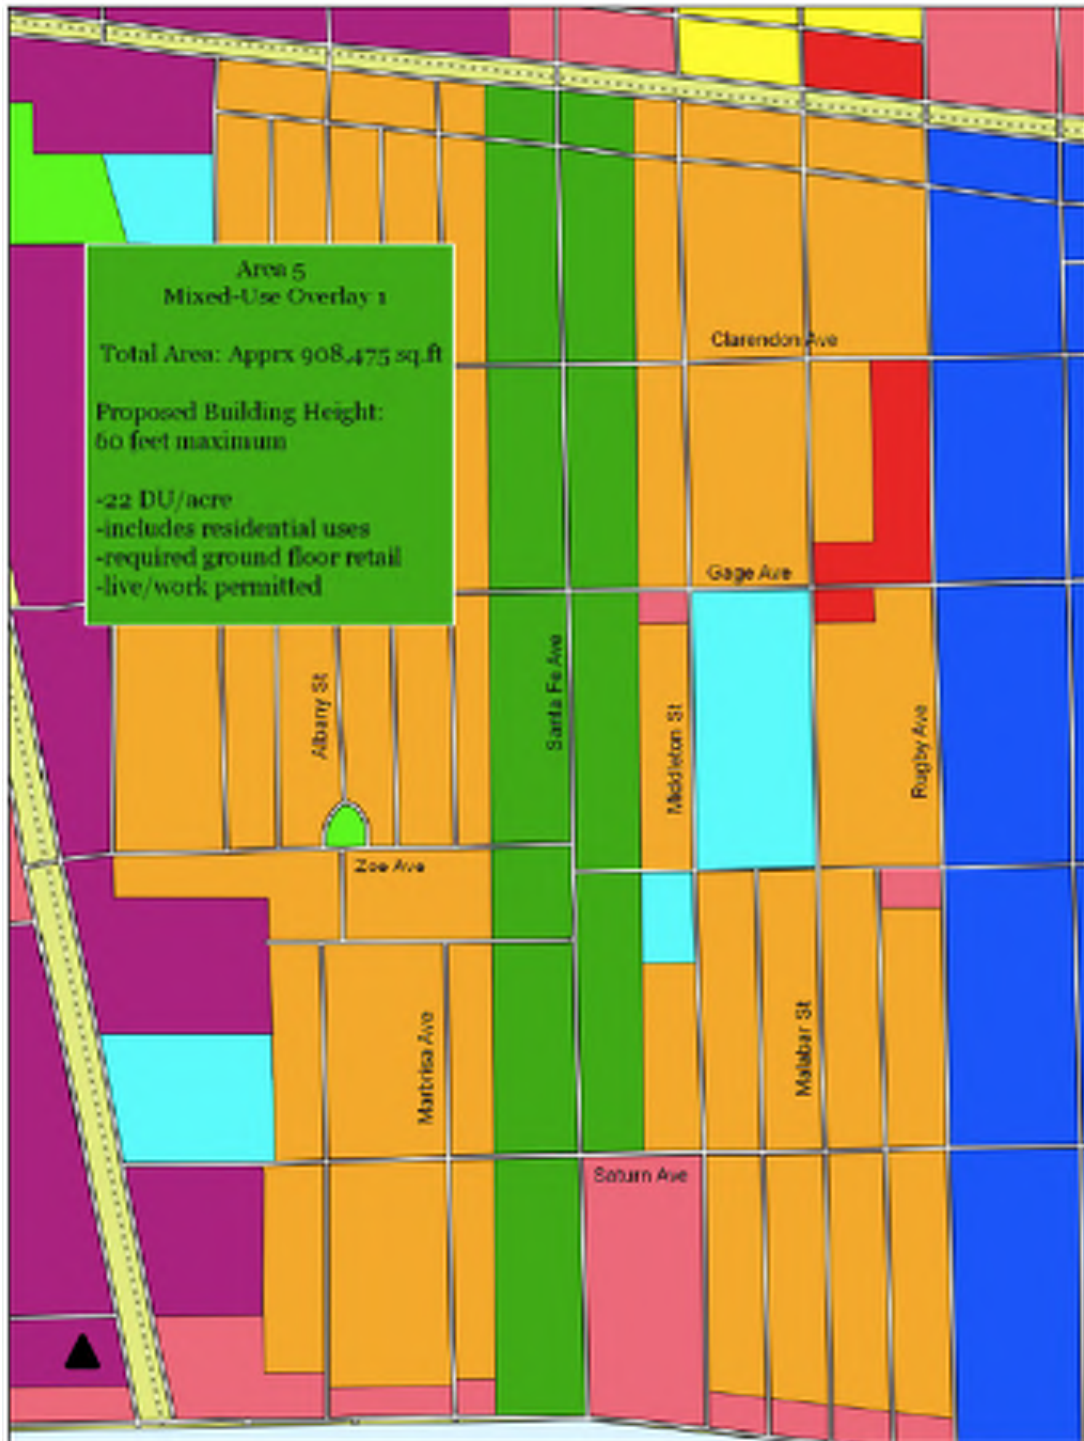 Area 5
Mixed-Use Overlay 1
Total Area: Apprx 908,475 sq.ft
Proposed Building Height:
60 feet maximum
-22 DU/acre
-includes residential uses
-required ground floor retail
-live/work permitted
Clarendon Ave
Gage Ave
Albany St
Santa Fe Ave
Middleton St
Rugby Ave
Zoe Ave
Marbrisa Ave
Malabar St
Saturn Ave